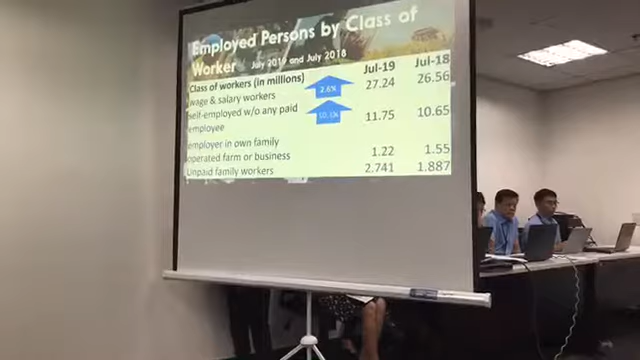 Employed Persons by Class of
Worker July 2019 and July 2018
Class of workers (in millions) Jul-19 Jul-18
wage & salary workers 2.6% 27.24 26.56
self-employed w/o any paid
employee 10.3% 11.75 10.65
employer in own family
operated farm or business 1.22 1.55
Unpaid family workers 2.741 1.887